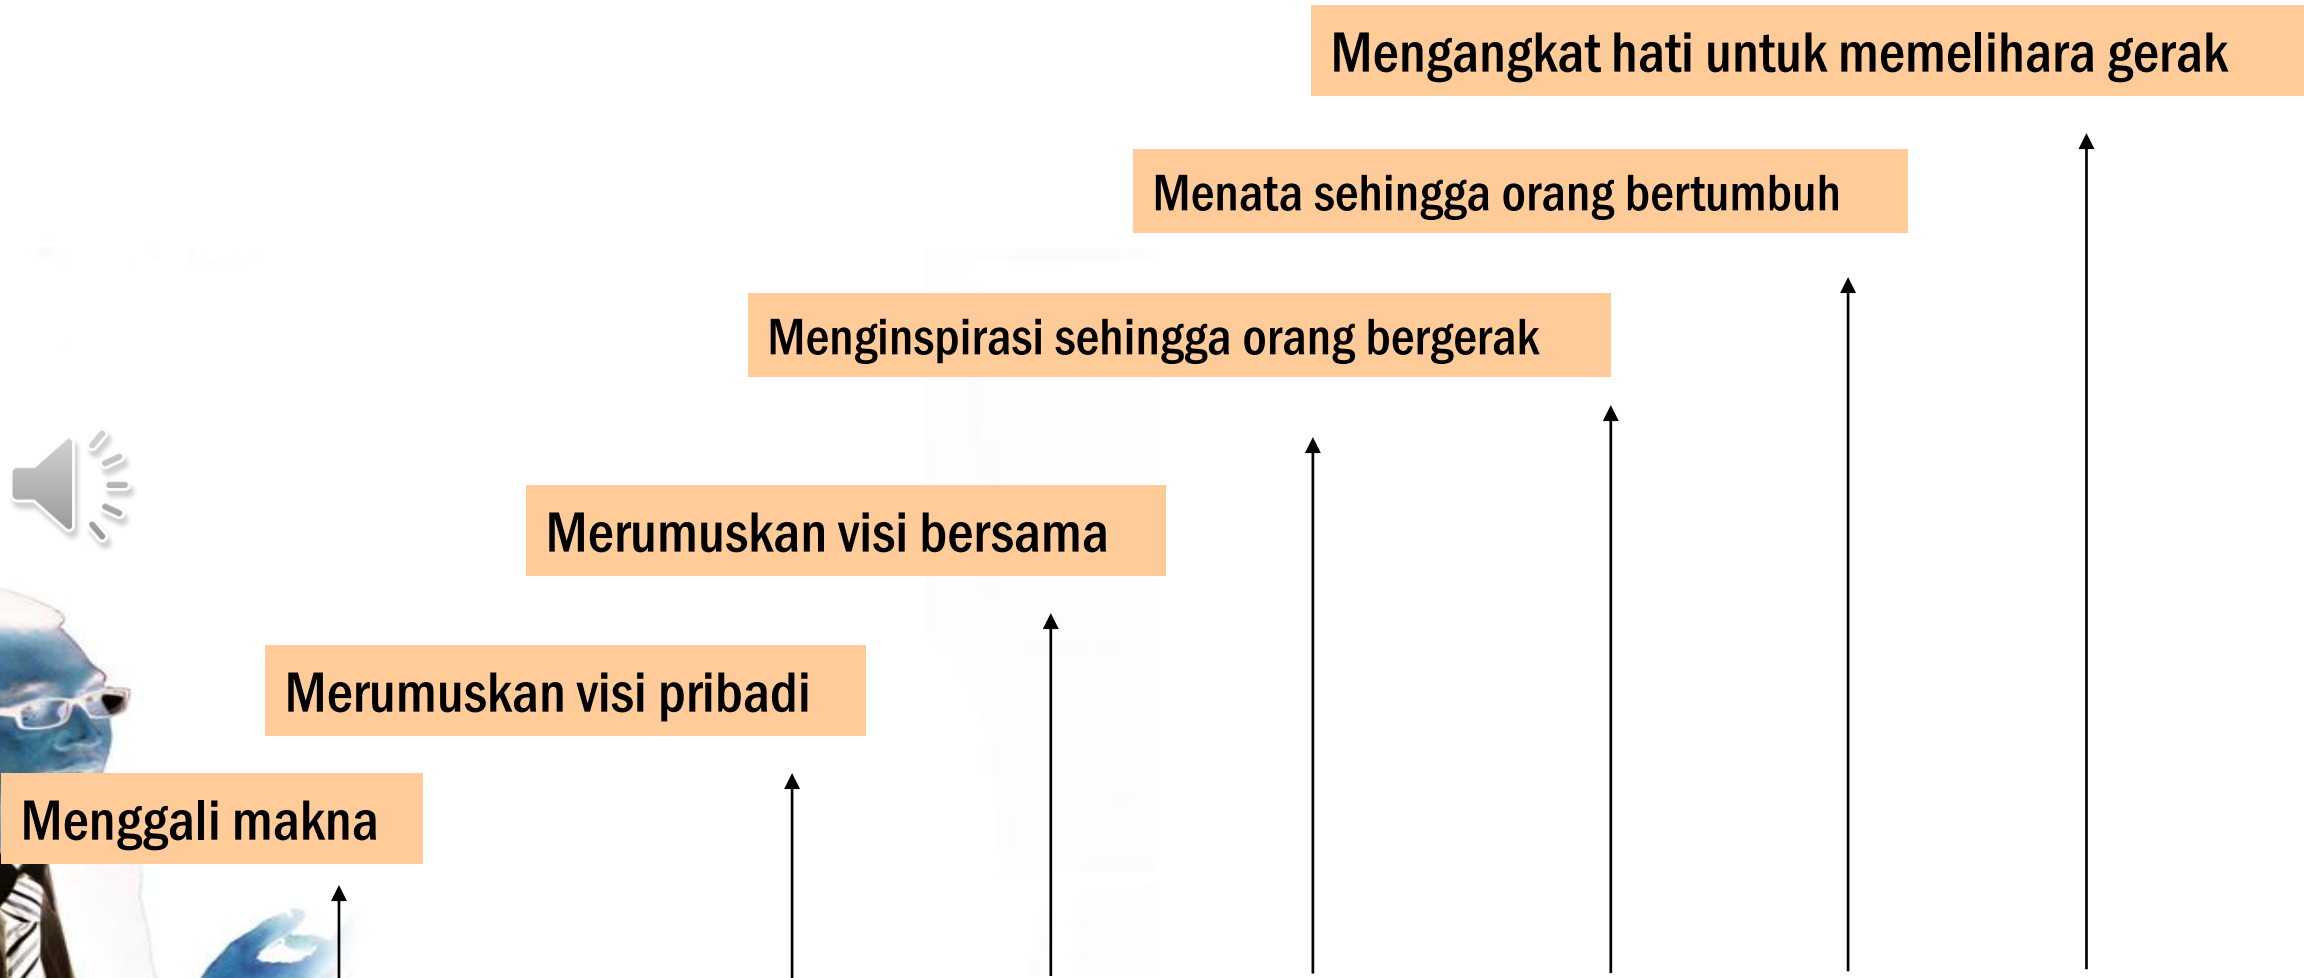 Mengangkat hati untuk memelihara gerak
Menata sehingga orang bertumbuh
Menginspirasi sehingga orang bergerak
Merumuskan visi bersama
Merumuskan visi pribadi
Menggali makna